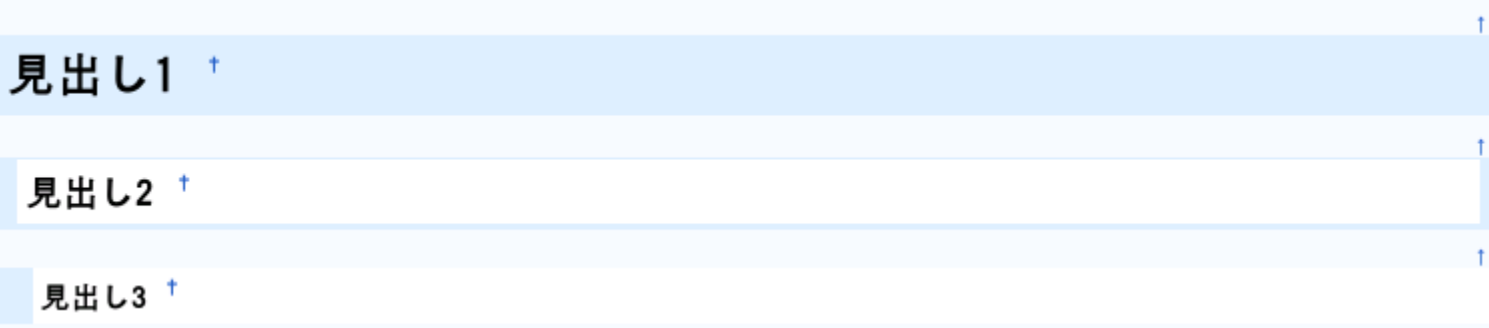 ↑
見出し1 †
↑
見出し2 †
↑
見出し3 †